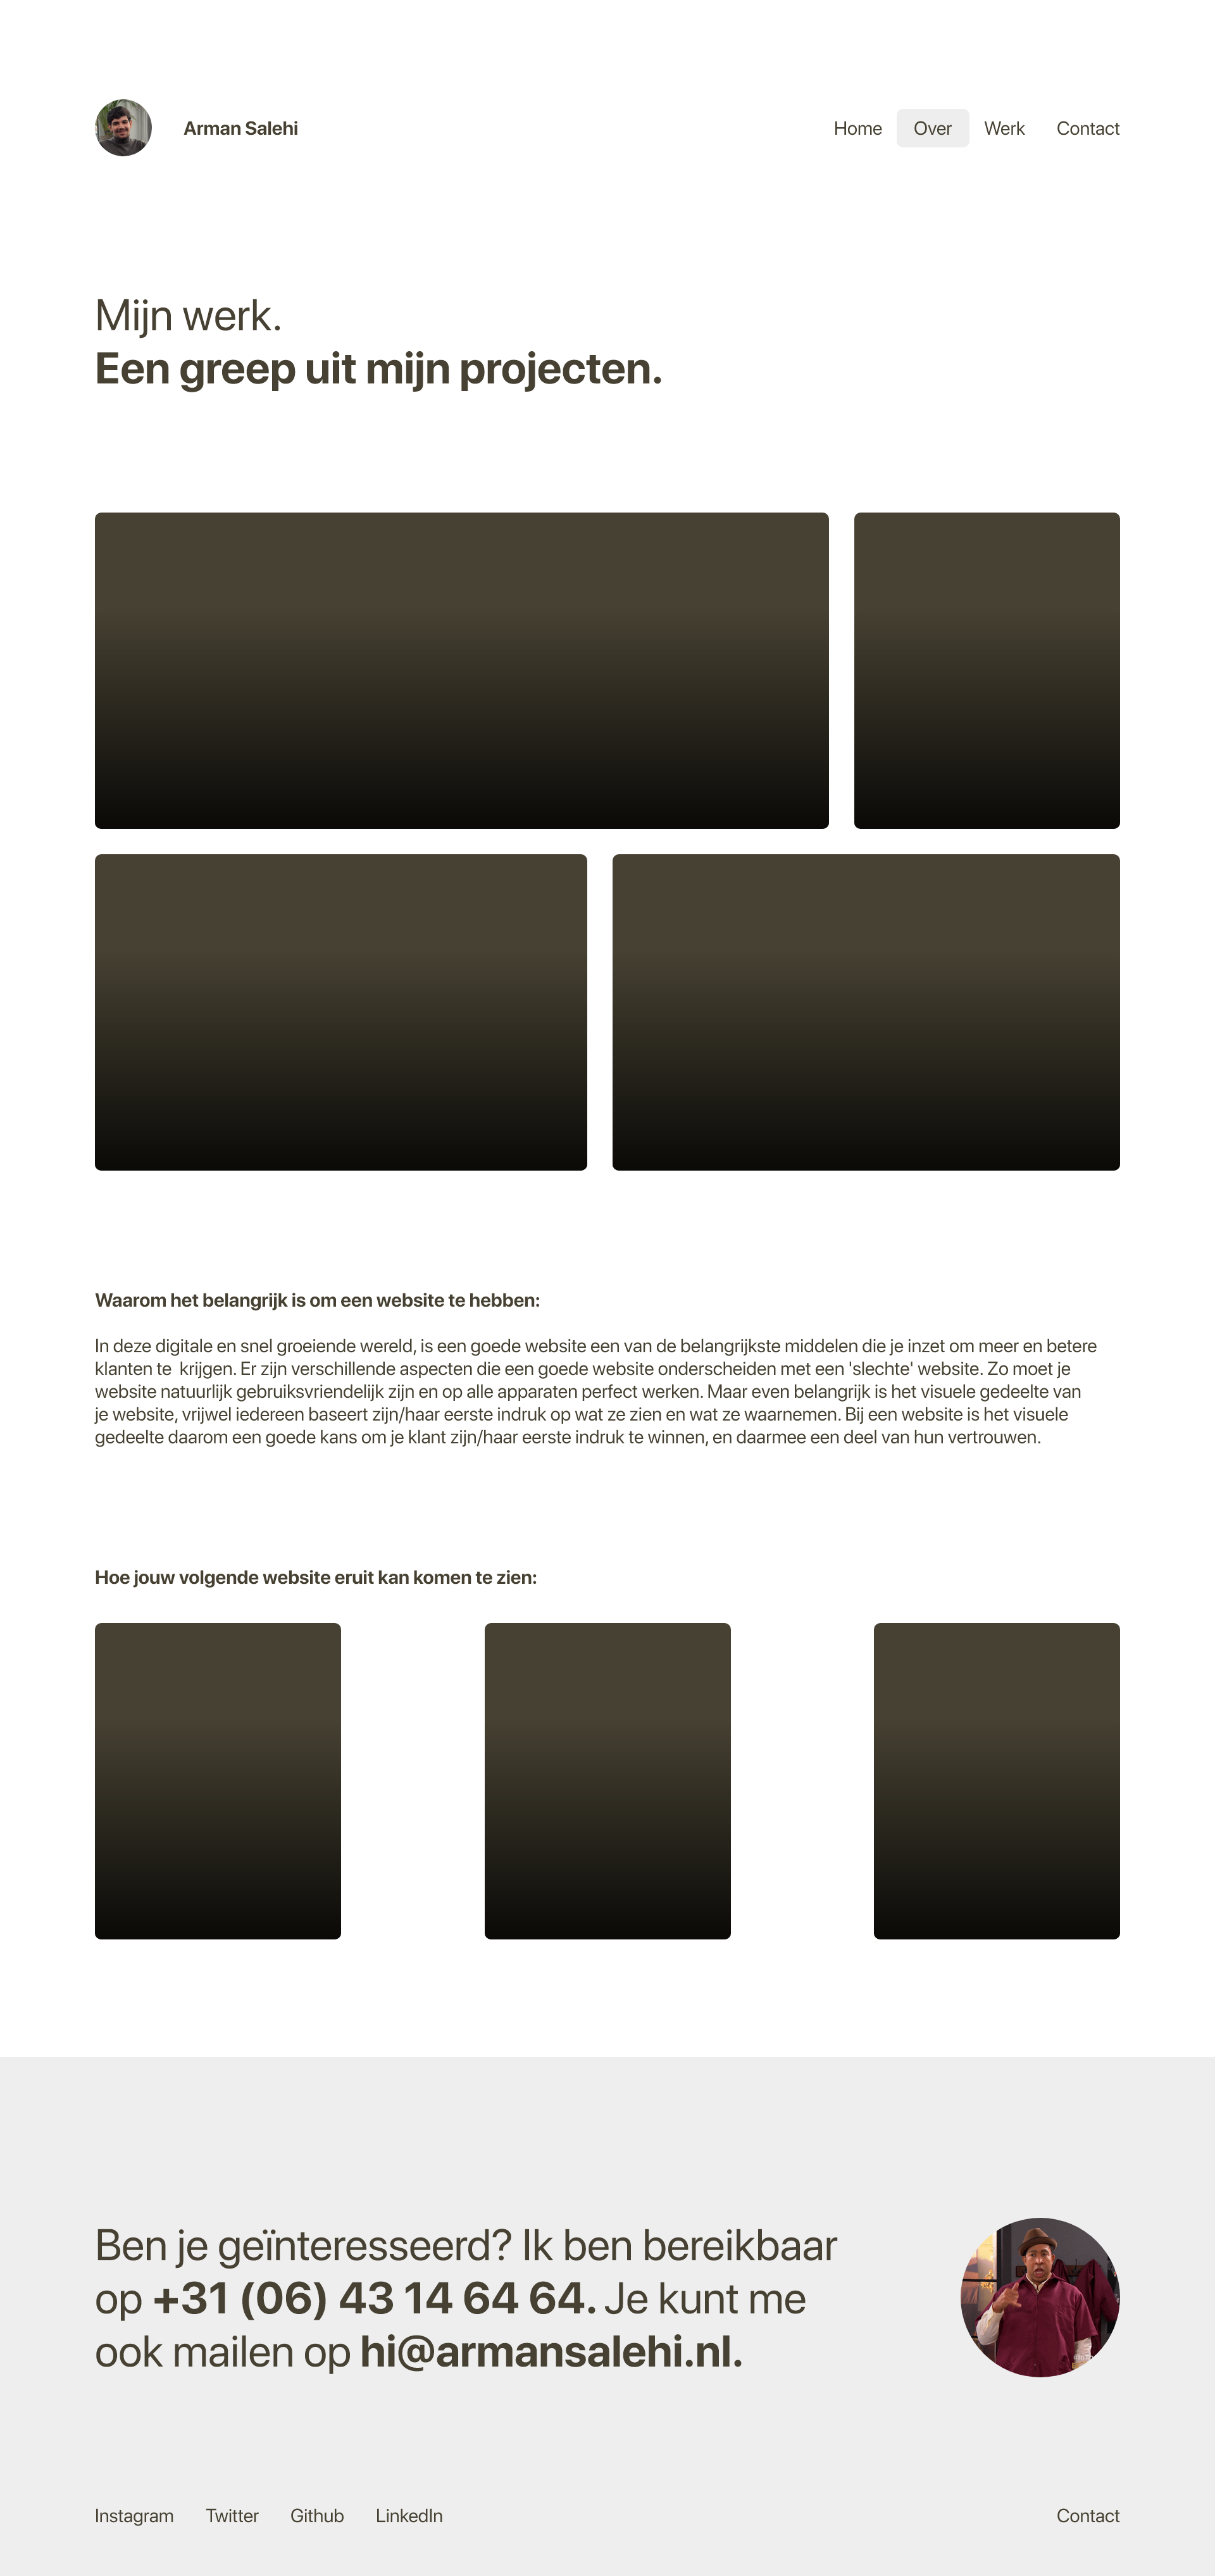 Arman Salehi
Home Over Werk Contact
Mijn werk.
Een greep uit mijn projecten.
Waarom het belangrijk is om een website te hebben:
In deze digitale en snel groeiende wereld, is een goede website een van de belangrijkste middelen die je inzet om meer en betere
klanten te  krijgen. Er zijn verschillende aspecten die een goede website onderscheiden met een 'slechte' website. Zo moet je
website natuurlijk gebruiksvriendelijk zijn en op alle apparaten perfect werken. Maar even belangrijk is het visuele gedeelte van
je website, vrijwel iedereen baseert zijn/haar eerste indruk op wat ze zien en wat ze waarnemen. Bij een website is het visuele
gedeelte daarom een goede kans om je klant zijn/haar eerste indruk te winnen, en daarmee een deel van hun vertrouwen.
Hoe jouw volgende website eruit kan komen te zien:
Ben je geïnteresseerd? Ik ben bereikbaar
op +31 (06) 43 14 64 64. Je kunt me
ook mailen op hi@armansalehi.nl.
Instagram Twitter Github LinkedIn Contact